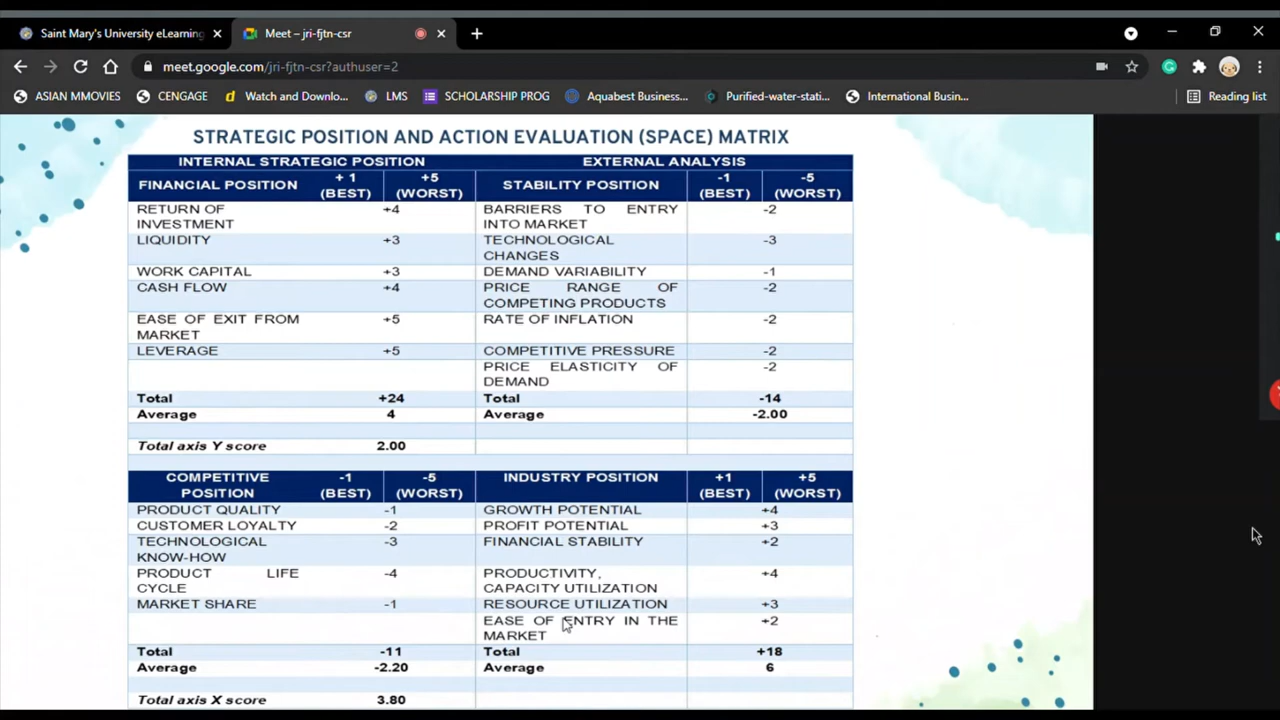 Saint Mary's University eLearning
Meet – jri-fjtn-csr
meet.google.com/jri-fjtn-csr?authuser=2
ASIAN MMOVIES
CENGAGE
Watch and Downlo...
LMS
SCHOLARSHIP PROG
Aquabest Business...
Purified-water-stati...
International Busin...
Reading list
STRATEGIC POSITION AND ACTION EVALUATION (SPACE) MATRIX
INTERNAL STRATEGIC POSITION EXTERNAL ANALYSIS
FINANCIAL POSITION + 1 (BEST) +5 (WORST) STABILITY POSITION -1 (BEST) -5 (WORST)
RETURN OF INVESTMENT +4 BARRIERS TO ENTRY INTO MARKET -2
LIQUIDITY +3 TECHNOLOGICAL CHANGES -3
WORK CAPITAL +3 DEMAND VARIABILITY -1
CASH FLOW +4 PRICE RANGE OF COMPETING PRODUCTS -2
EASE OF EXIT FROM MARKET +5 RATE OF INFLATION -2
LEVERAGE +5 COMPETITIVE PRESSURE -2
PRICE ELASTICITY OF DEMAND -2
Total +24 Total -14
Average 4 Average -2.00
Total axis Y score 2.00
COMPETITIVE POSITION -1 (BEST) -5 (WORST) INDUSTRY POSITION +1 (BEST) +5 (WORST)
PRODUCT QUALITY -1 GROWTH POTENTIAL +4
CUSTOMER LOYALTY -2 PROFIT POTENTIAL +3
TECHNOLOGICAL KNOW-HOW -3 FINANCIAL STABILITY +2
PRODUCT LIFE CYCLE -4 PRODUCTIVITY, CAPACITY UTILIZATION +4
MARKET SHARE -1 RESOURCE UTILIZATION +3
EASE OF ENTRY IN THE MARKET +2
Total -11 Total +18
Average -2.20 Average 6
Total axis X score 3.80